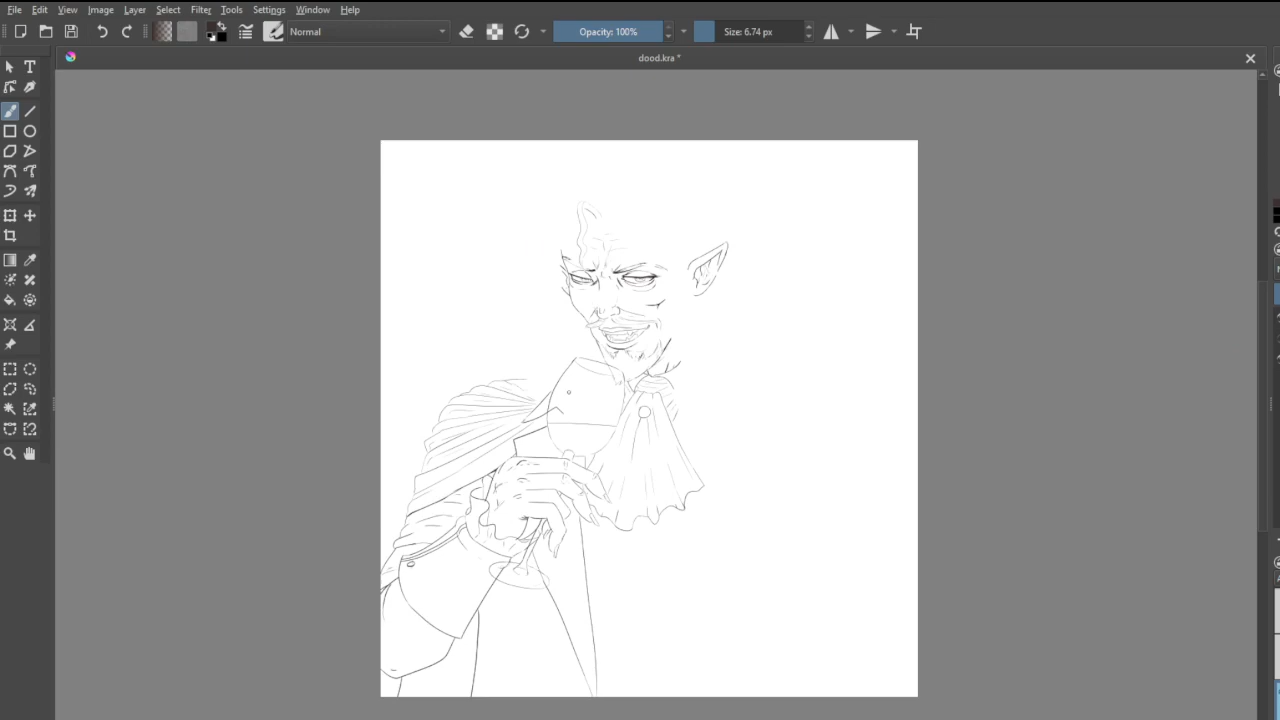 File Edit View Image Layer Select Filter Tools Settings Window Help
Normal Opacity: 100% Size: 6.74 px
dood.kra *